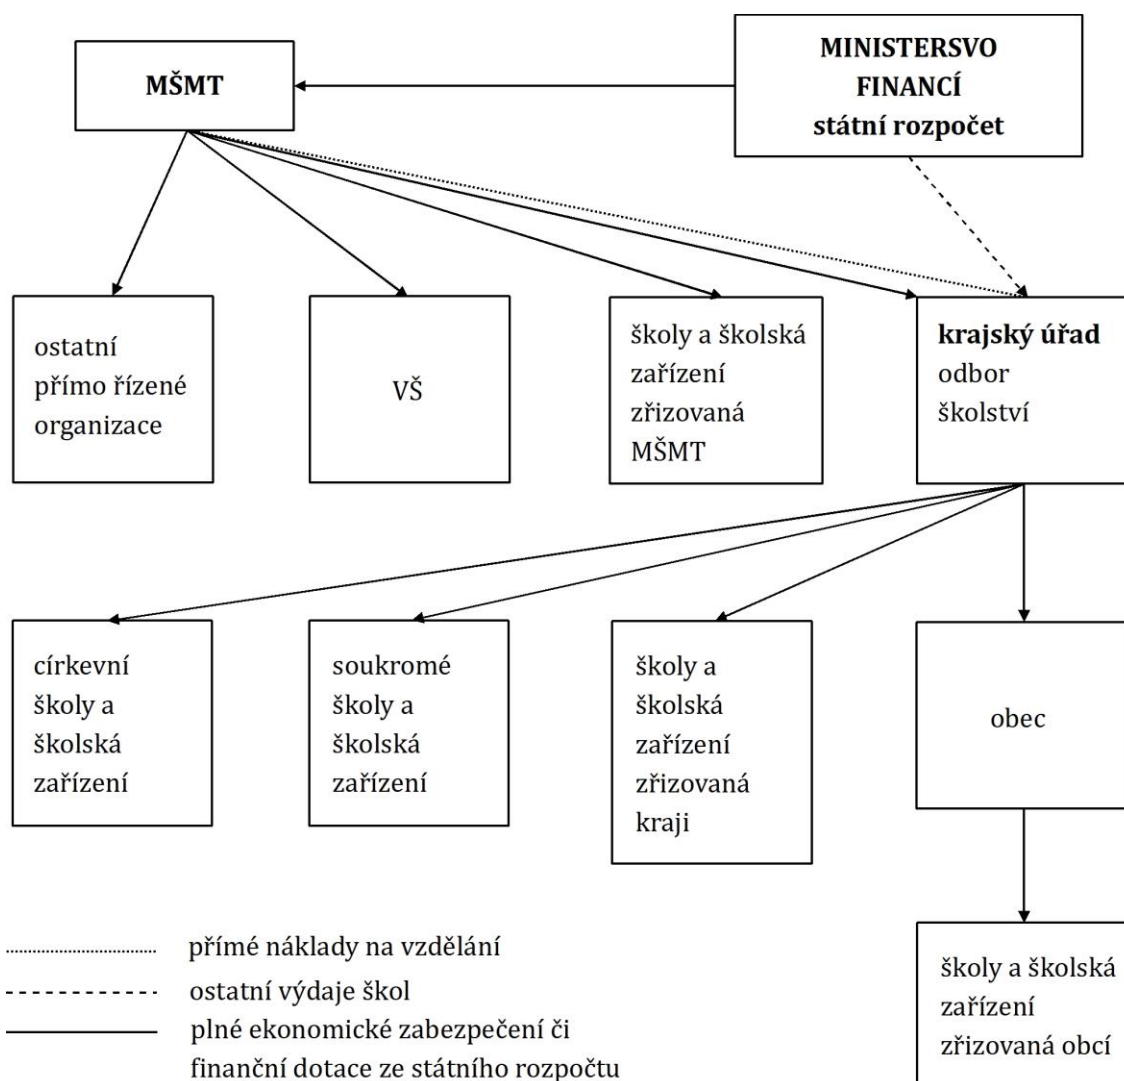 MŠMT
MINISTERSVO
FINANCÍ
státní rozpočet
ostatní
přímo řízené
organizace
VŠ
školy a školská
zařízení
zřizovaná
MŠMT
krajský úřad
odbor
školství
církevní
školy a
školská
zařízení
soukromé
školy a
školská
zařízení
školy a
školská
zařízení
zřizovaná
kraji
obec
přímé náklady na vzdělání
ostatní výdaje škol
plné ekonomické zabezpečení či
finanční dotace ze státního rozpočtu
školy a školská
zařízení
zřizovaná obcí